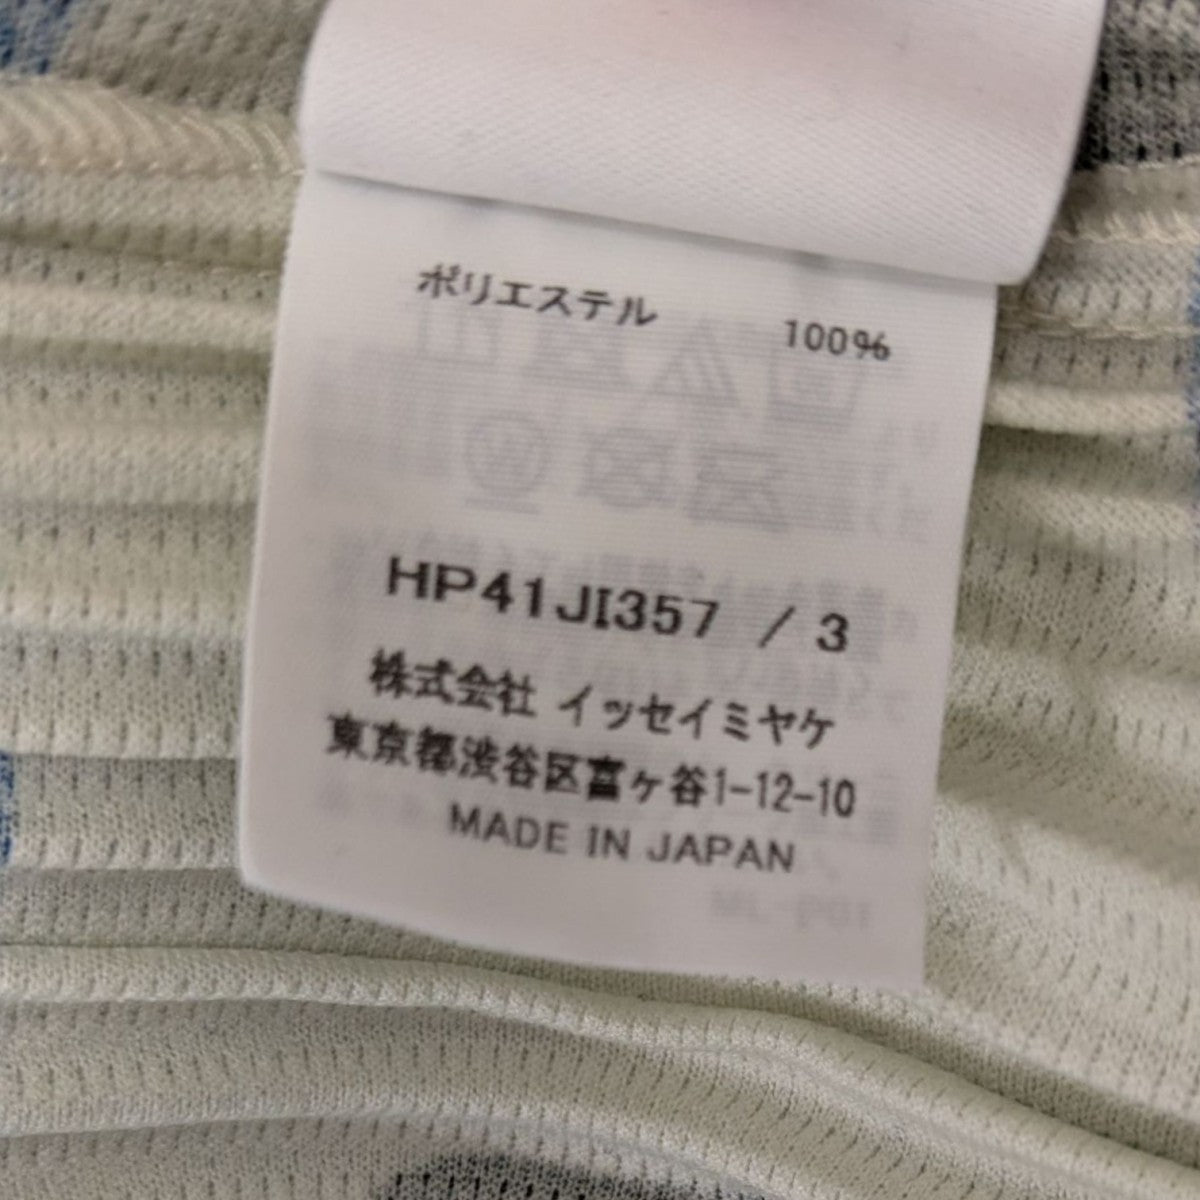 ポリエステル 100%
HP41JI357 / 3
株式会社 イッセイミヤケ
東京都渋谷区富ヶ谷1-12-10
MADE IN JAPAN